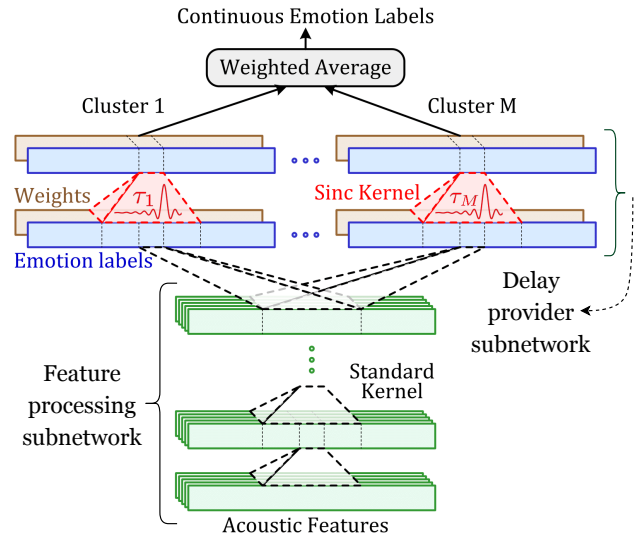 Continuous Emotion Labels
Weighted Average
Cluster 1
Cluster M
Weights
τ1
Sinc Kernel
τM
Emotion labels
Delay
provider
subnetwork
Feature
processing
subnetwork
Standard
Kernel
Acoustic Features